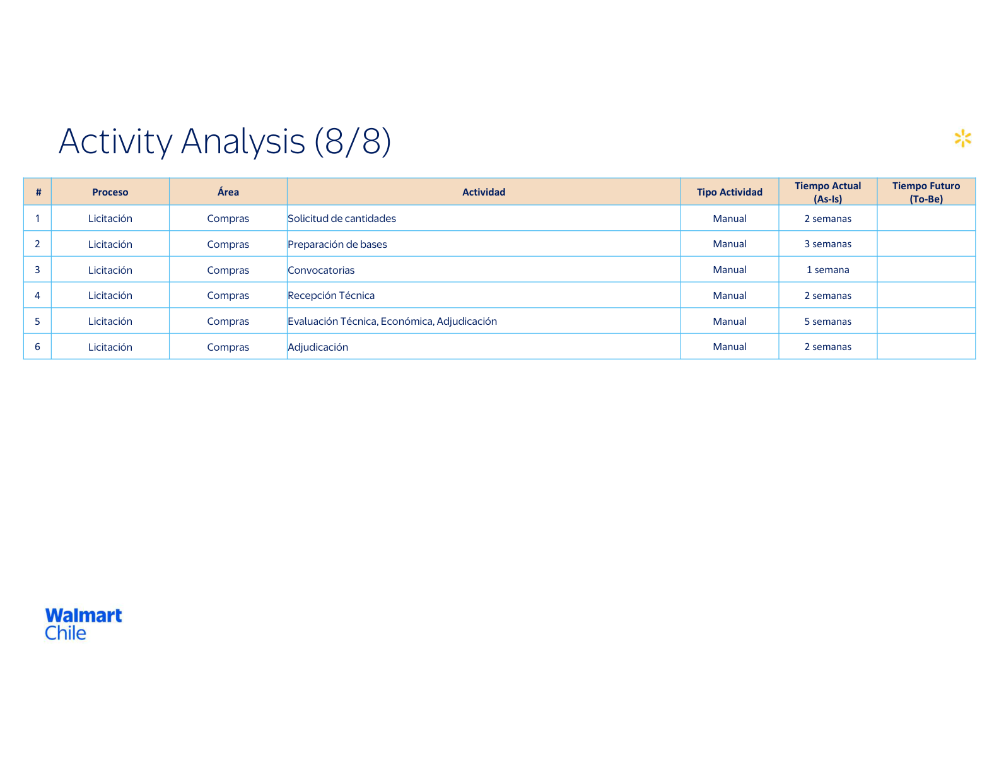 Activity Analysis (8/8)
# Proceso Área Actividad Tipo Actividad Tiempo Actual (As-Is) Tiempo Futuro (To-Be)
1 Licitación Compras Solicitud de cantidades Manual 2 semanas
2 Licitación Compras Preparación de bases Manual 3 semanas
3 Licitación Compras Convocatorias Manual 1 semana
4 Licitación Compras Recepción Técnica Manual 2 semanas
5 Licitación Compras Evaluación Técnica, Económica, Adjudicación Manual 5 semanas
6 Licitación Compras Adjudicación Manual 2 semanas
Walmart
Chile